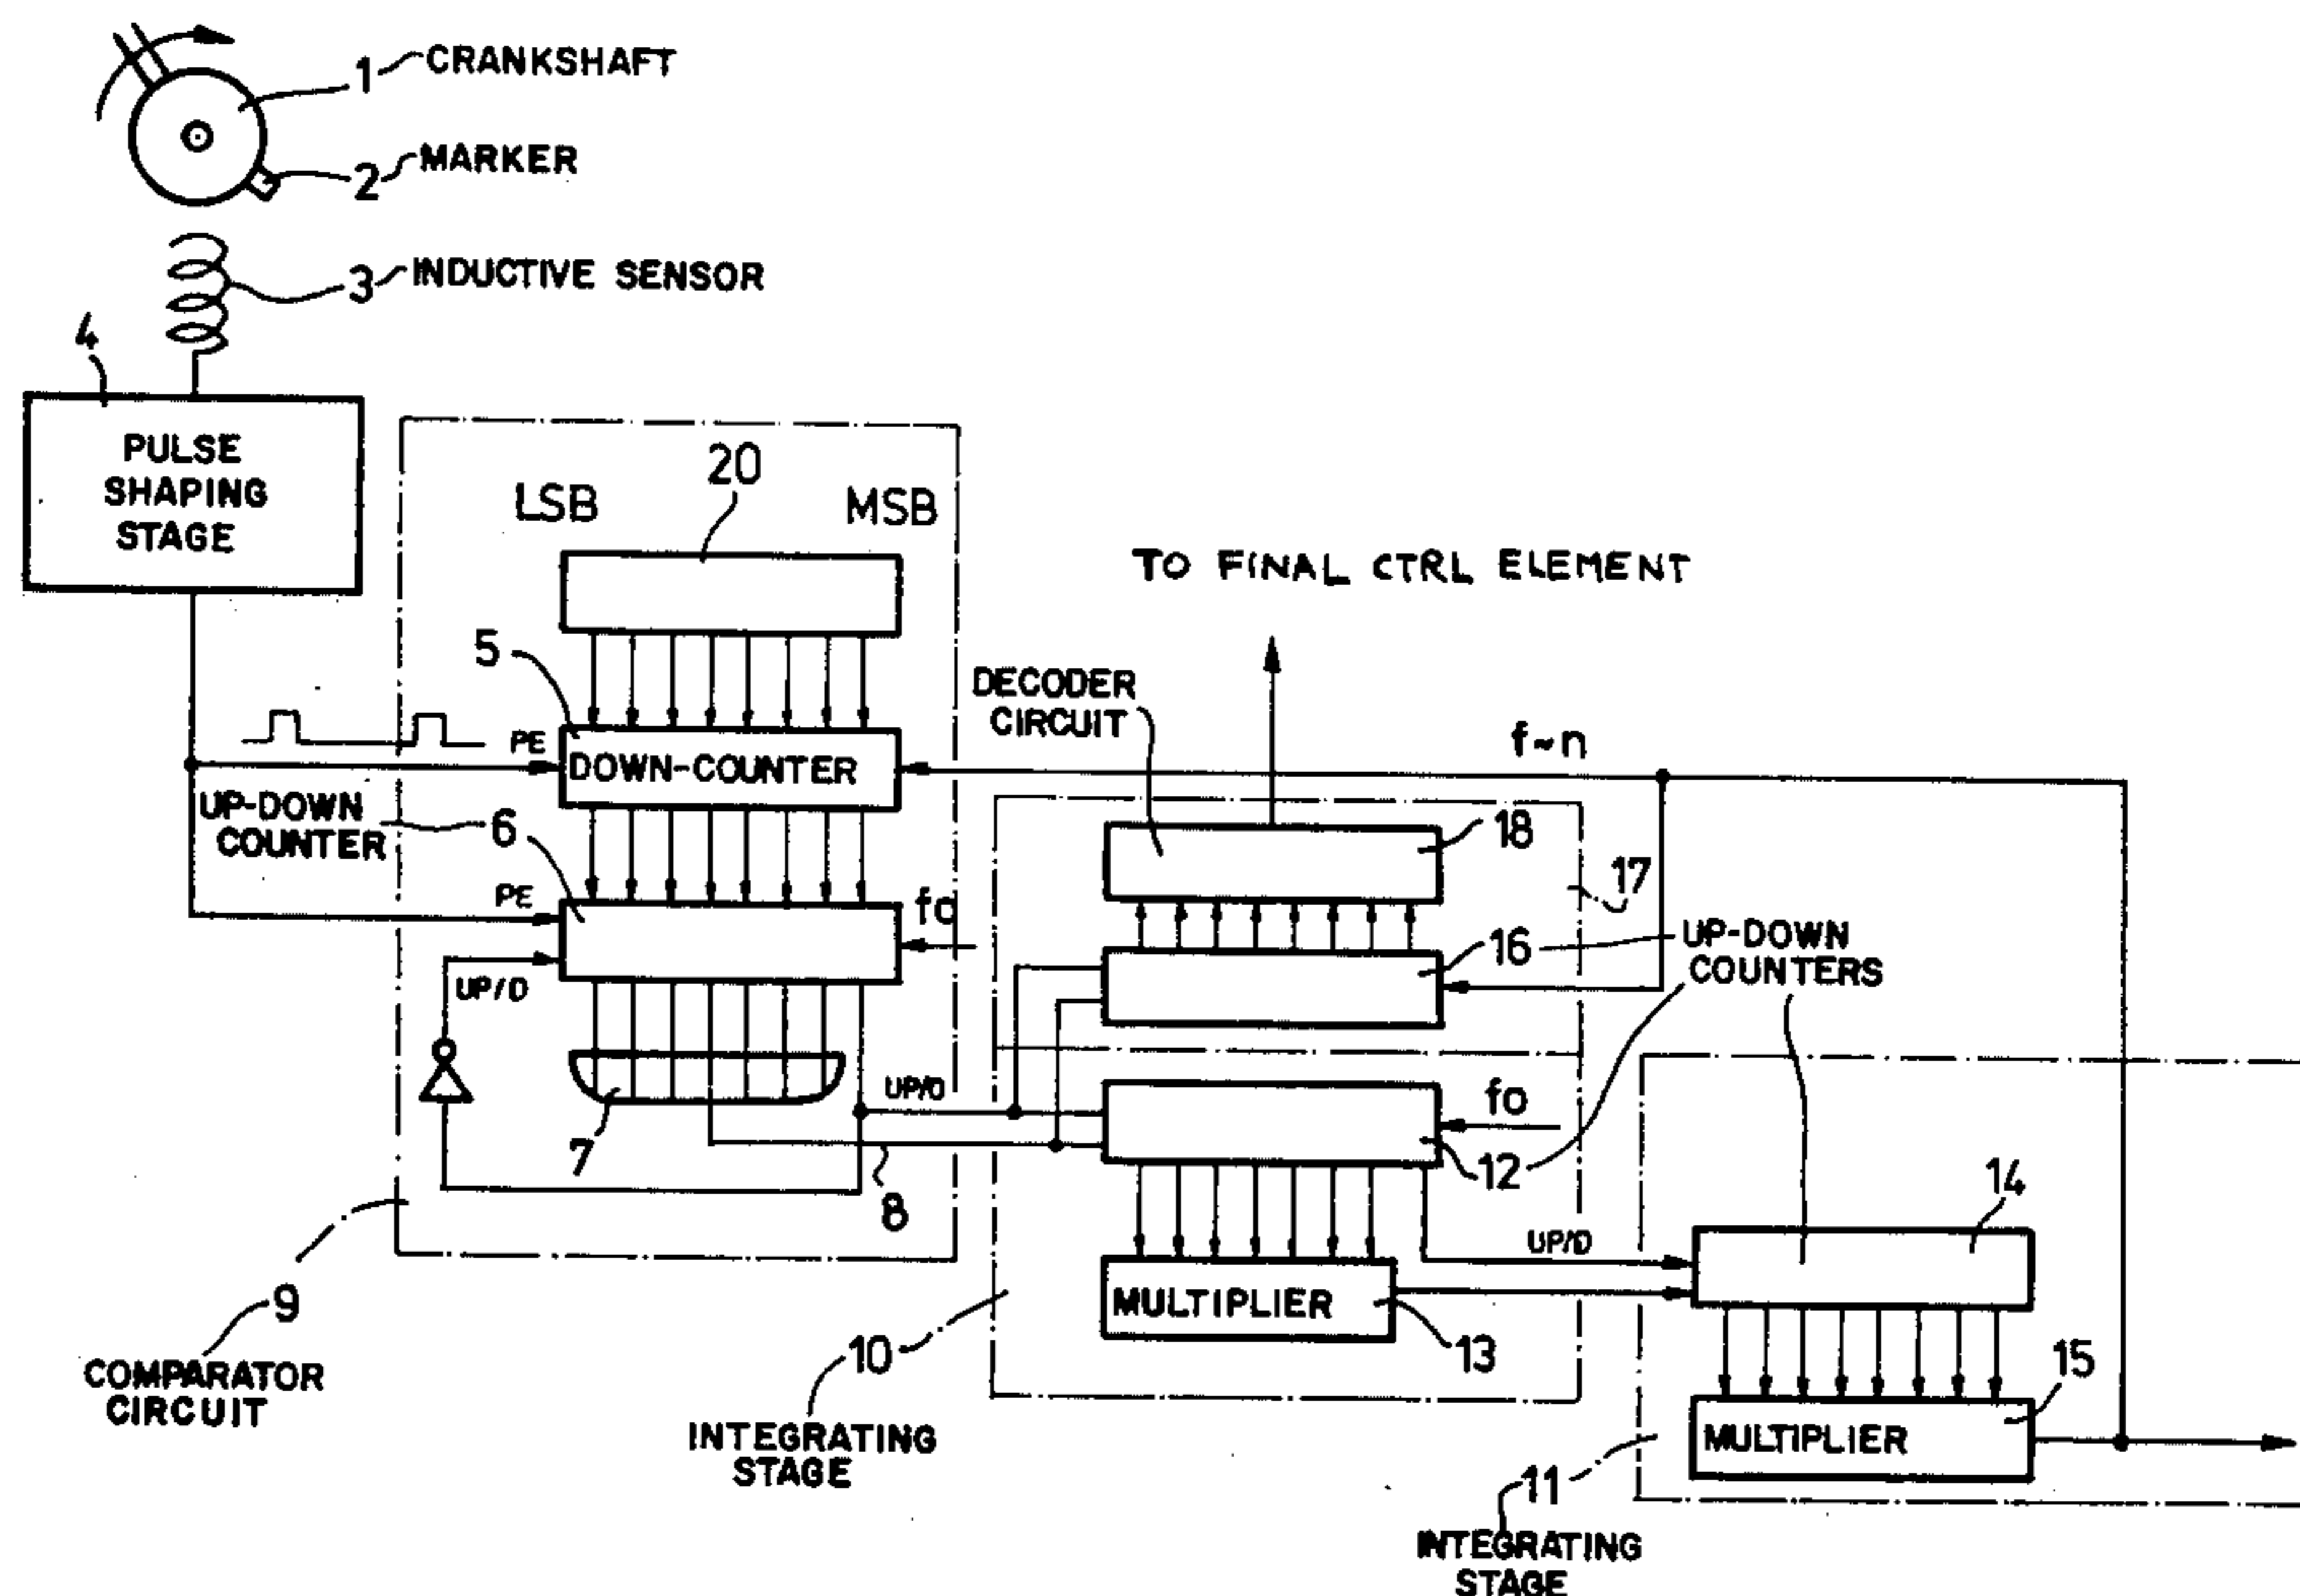 1 CRANKSHAFT
2 MARKER
3 INDUCTIVE SENSOR
4
PULSE
SHAPING
STAGE
LSB
20
MSB
TO FINAL CTRL ELEMENT
5
DECODER
CIRCUIT
f~n
PE
DOWN-COUNTER
UP-DOWN
COUNTER
6
18
17
PE
fo
16
UP-DOWN
COUNTERS
UP/D
UP/D
fo
7
12
8
14
UP/D
9
MULTIPLIER
10
13
15
COMPARATOR
CIRCUIT
MULTIPLIER
INTEGRATING
STAGE
11
INTEGRATING
STAGE